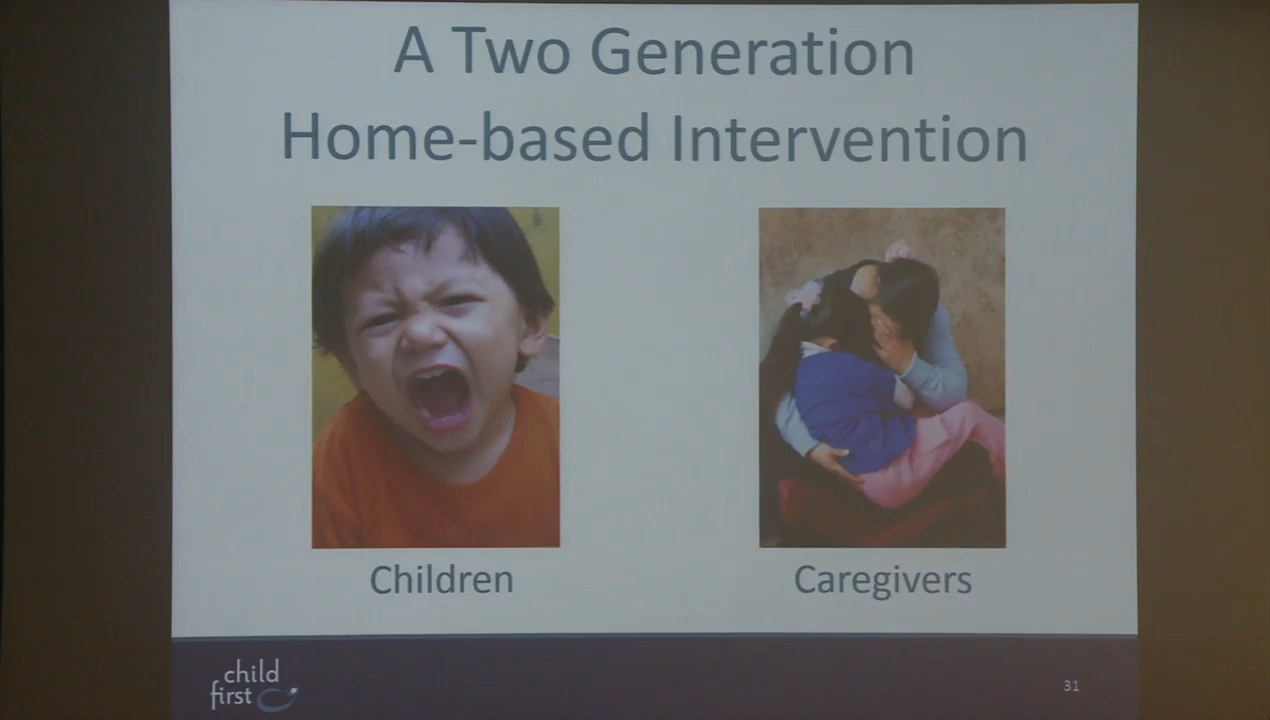 A Two Generation
Home-based Intervention
Children
Caregivers
child
first
31